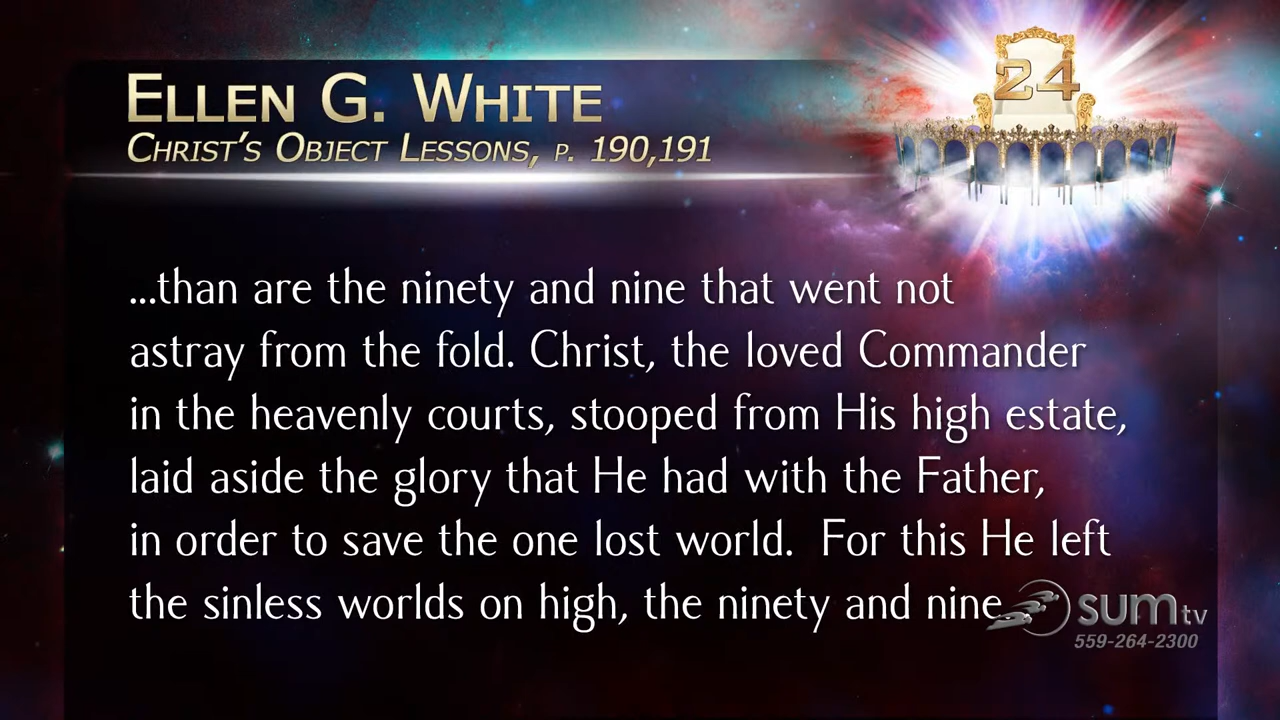 ELLEN G. WHITE
CHRIST'S OBJECT LESSONS, P. 190,191
24
...than are the ninety and nine that went not
astray from the fold. Christ, the loved Commander
in the heavenly courts, stooped from His high estate,
laid aside the glory that He had with the Father,
in order to save the one lost world.  For this He left
the sinless worlds on high, the ninety and nine
sumtv
559-264-2300